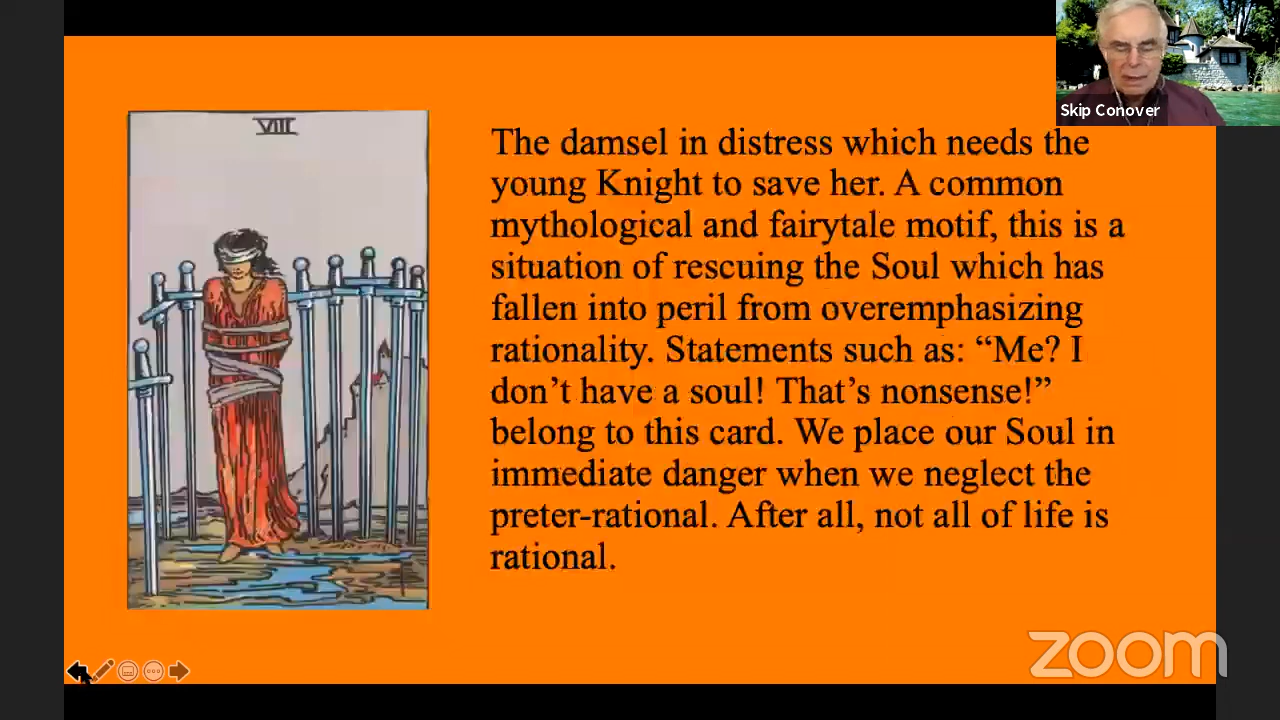 VIII
The damsel in distress which needs the
young Knight to save her. A common
mythological and fairytale motif, this is a
situation of rescuing the Soul which has
fallen into peril from overemphasizing
rationality. Statements such as: “Me? I
don’t have a soul! That’s nonsense!”
belong to this card. We place our Soul in
immediate danger when we neglect the
preter-rational. After all, not all of life is
rational.
Skip Conover
zoom